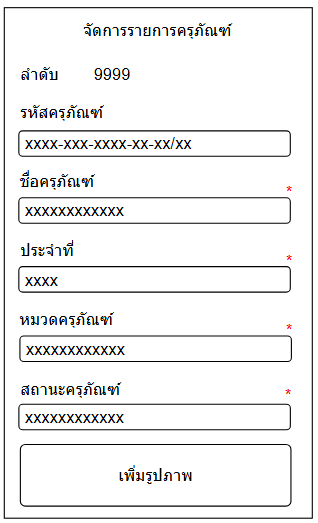 จัดการรายการครุภัณฑ์
ลำดับ 9999
รหัสครุภัณฑ์
xxxx-xxx-xxxx-xx-xx/xx
ชื่อครุภัณฑ์ *
xxxxxxxxxxxx
ประจำที่ *
xxxx
หมวดครุภัณฑ์ *
xxxxxxxxxxxx
สถานะครุภัณฑ์ *
xxxxxxxxxxxx
เพิ่มรูปภาพ